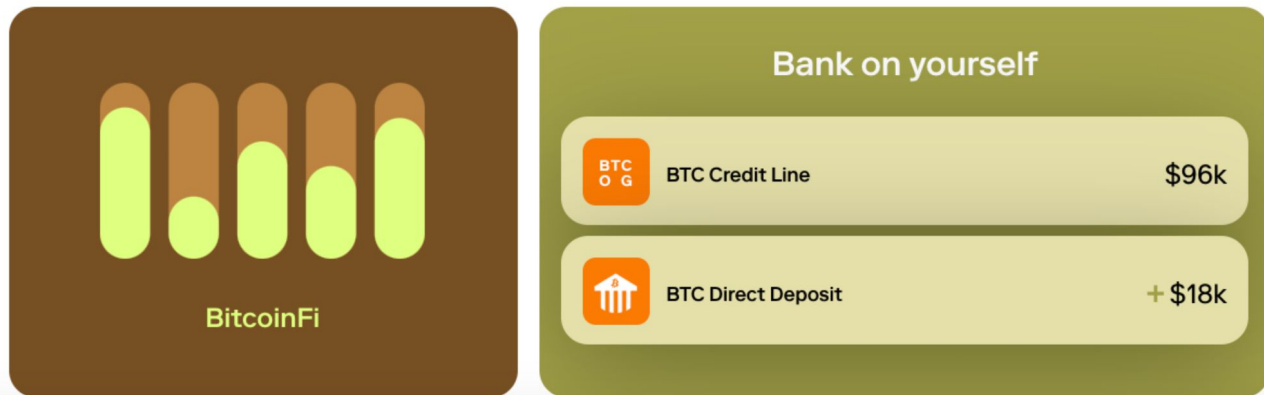 BitcoinFi
Bank on yourself
BTC
O G
BTC Credit Line
$96k
BTC Direct Deposit
+ $18k